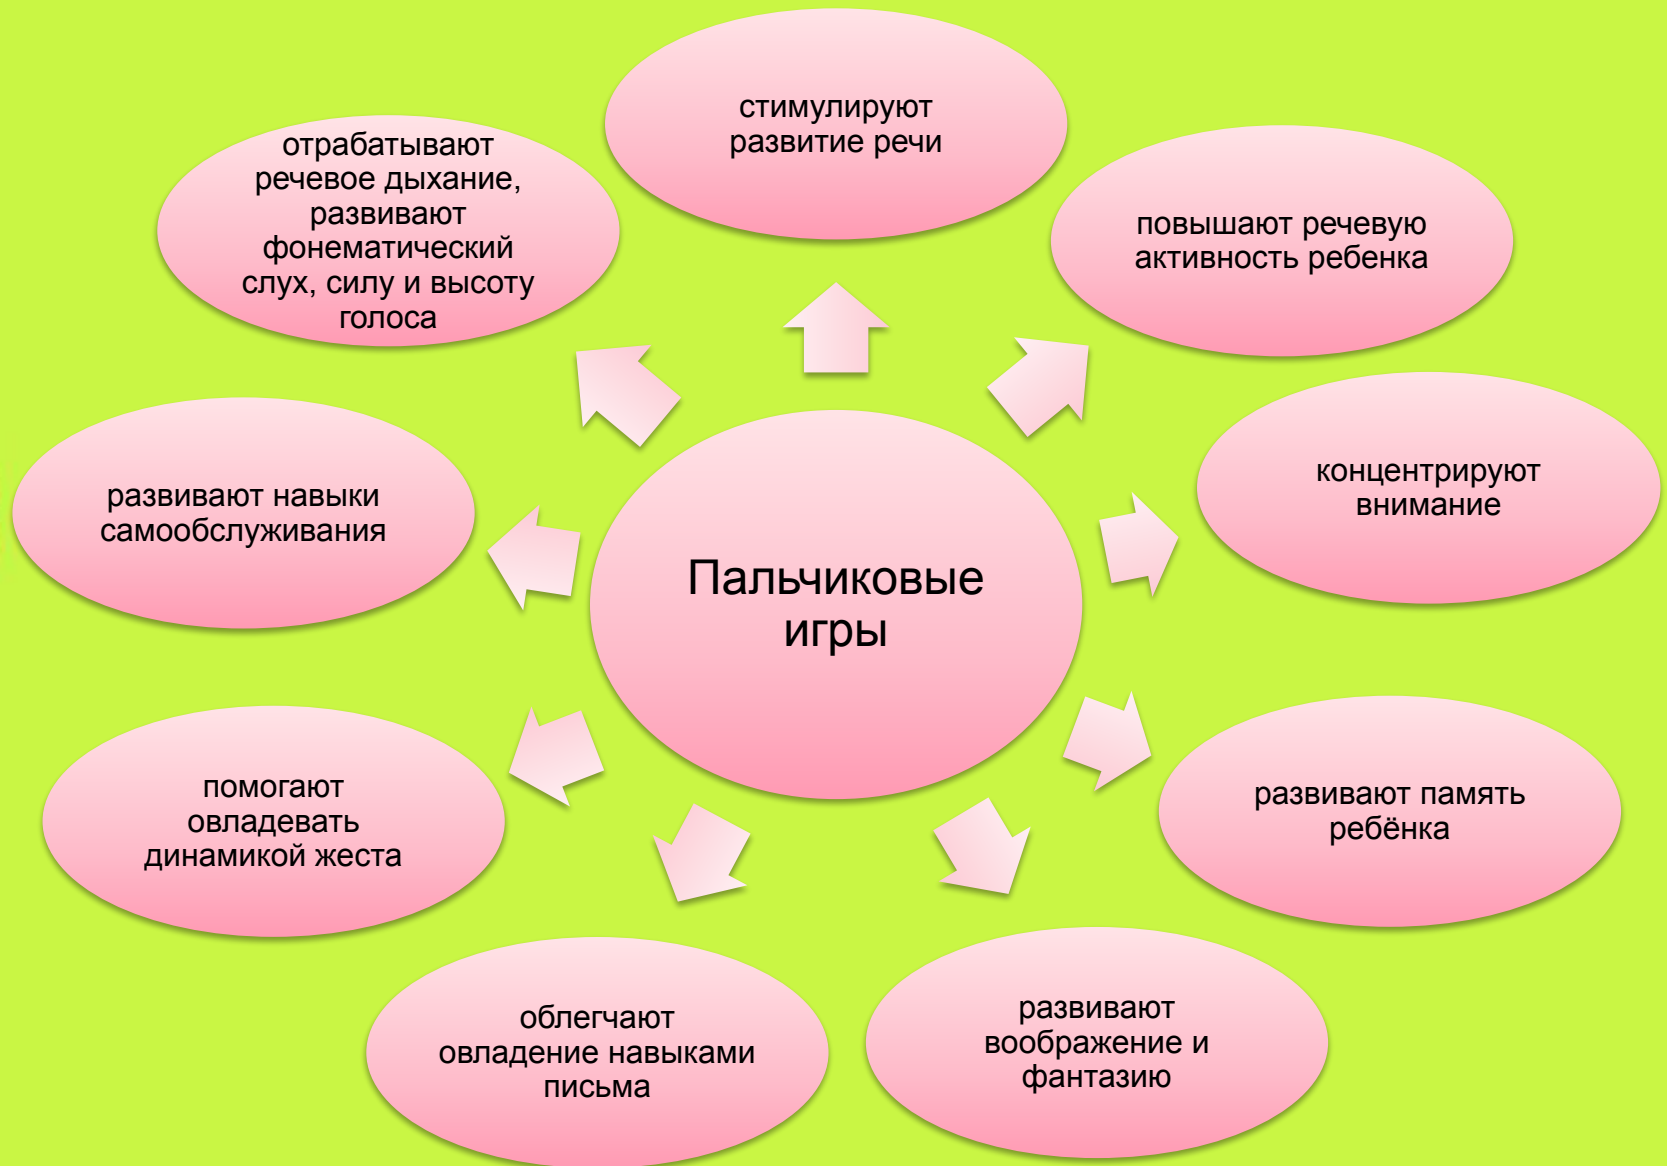 стимулируют
развитие речи
повышают речевую
активность ребенка
концентрируют
внимание
развивают память
ребёнка
развивают
воображение и
фантазию
облегчают
овладение навыками
письма
помогают
овладевать
динамикой жеста
развивают навыки
самообслуживания
отрабатывают
речевое дыхание,
развивают
фонематический
слух, силу и высоту
голоса
Пальчиковые
игры